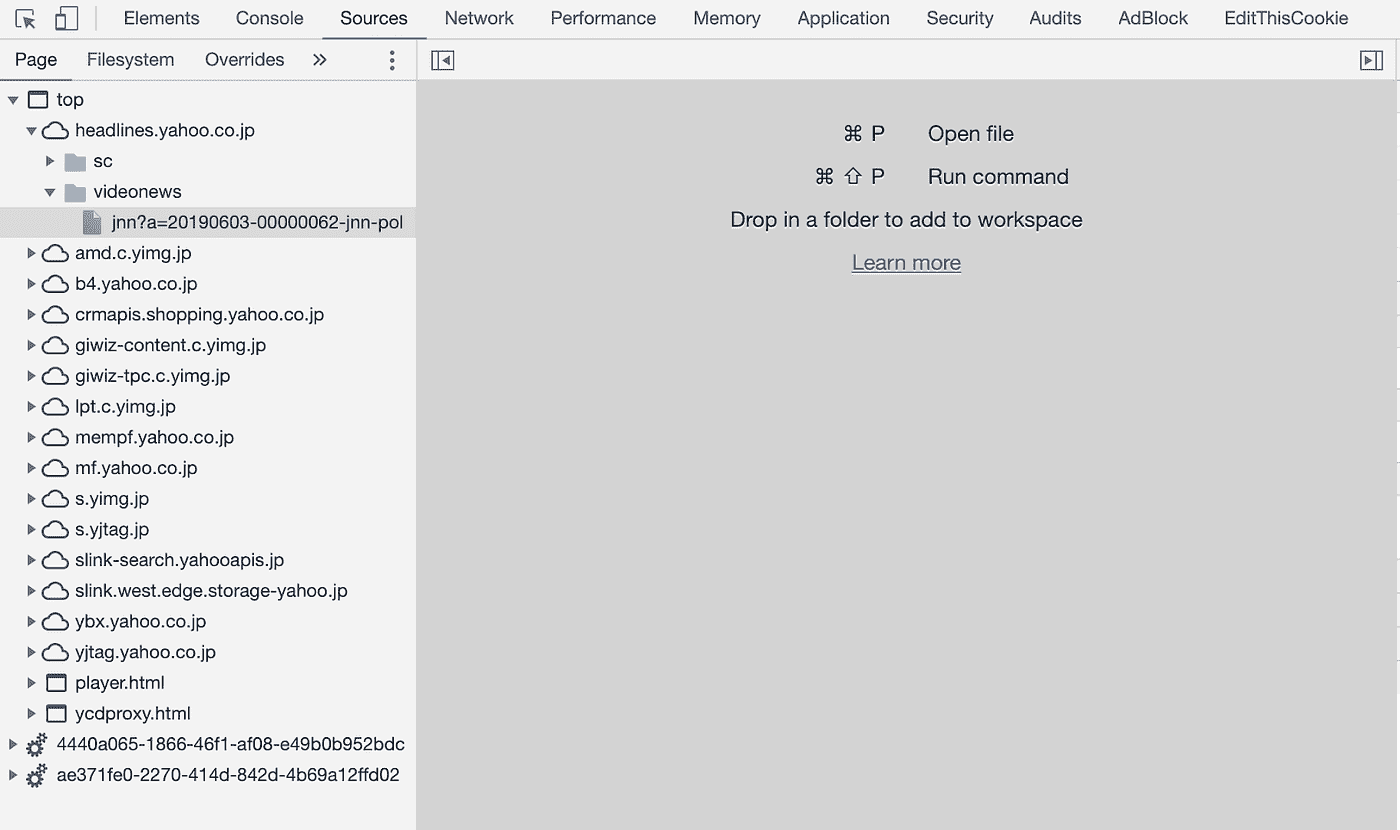 Elements Console Sources Network Performance Memory Application Security Audits AdBlock EditThisCookie
Page Filesystem Overrides »
top
headlines.yahoo.co.jp
sc
videonews
jnn?a=20190603-00000062-jnn-pol
amd.c.yimg.jp
b4.yahoo.co.jp
crmapis.shopping.yahoo.co.jp
giwiz-content.c.yimg.jp
giwiz-tpc.c.yimg.jp
lpt.c.yimg.jp
mempf.yahoo.co.jp
mf.yahoo.co.jp
s.yimg.jp
s.yjtag.jp
slink-search.yahooapis.jp
slink.west.edge.storage-yahoo.jp
ybx.yahoo.co.jp
yjtag.yahoo.co.jp
player.html
ycdproxy.html
4440a065-1866-46f1-af08-e49b0b952bdc
ae371fe0-2270-414d-842d-4b69a12ffd02
⌘ P Open file
⌘ ⇧ P Run command
Drop in a folder to add to workspace
Learn more